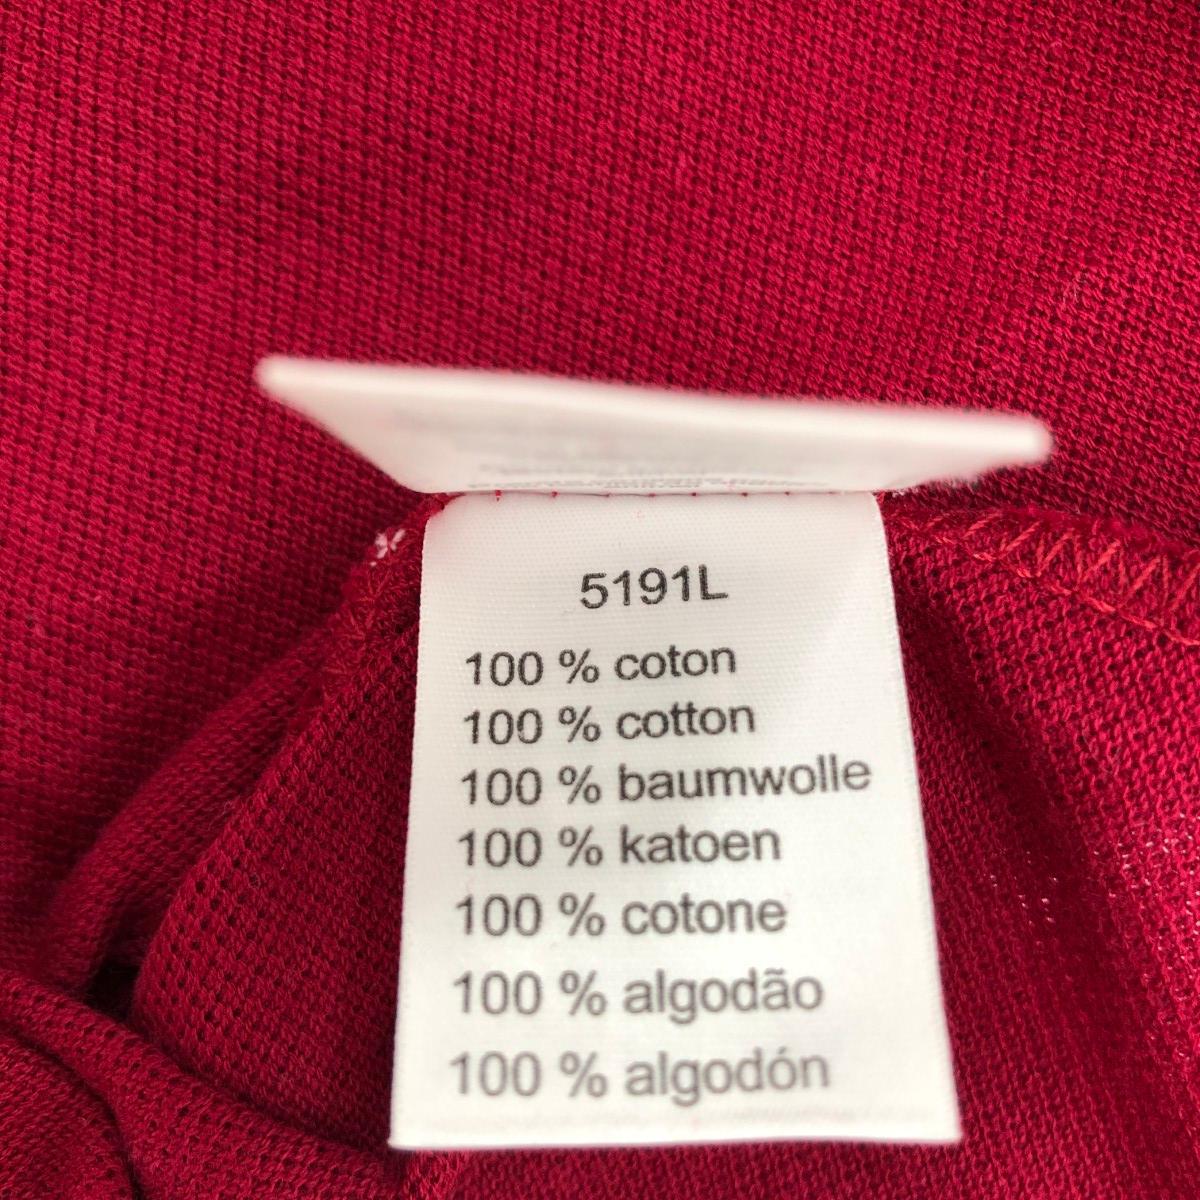 5191L
100 % coton
100 % cotton
100 % baumwolle
100 % katoen
100 % cotone
100 % algodão
100 % algodón